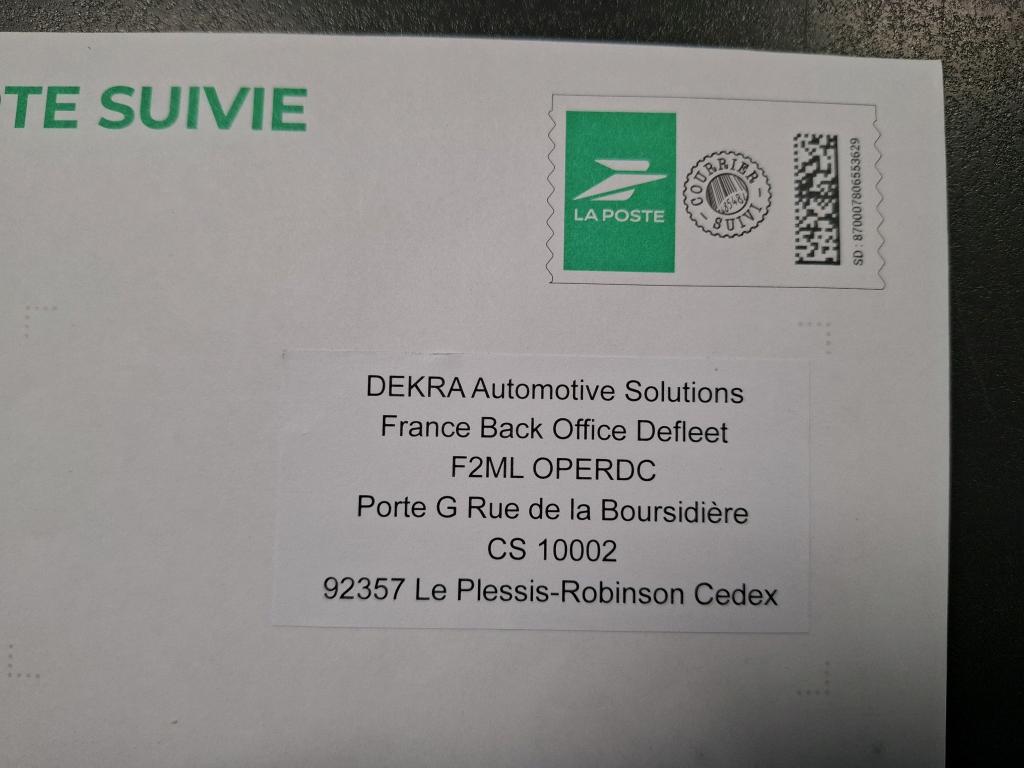 TE SUIVIE
LA POSTE
COURRIER
SUIVI
SD : 870007806553629
DEKRA Automotive Solutions
France Back Office Defleet
F2ML OPERDC
Porte G Rue de la Boursidière
CS 10002
92357 Le Plessis-Robinson Cedex